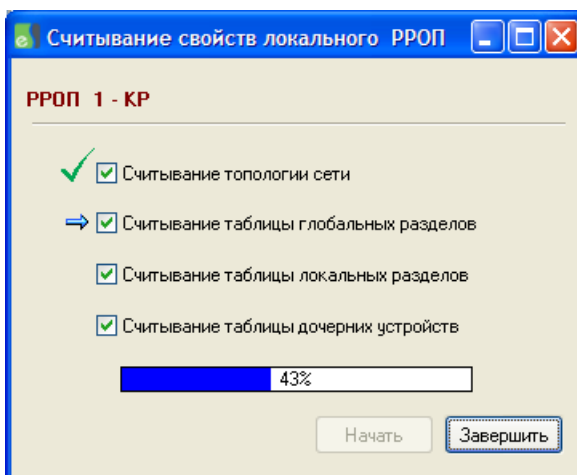 Считывание свойств локального РРОП
РРОП 1 - КР
Считывание топологии сети
Считывание таблицы глобальных разделов
Считывание таблицы локальных разделов
Считывание таблицы дочерних устройств
43%
Начать Завершить